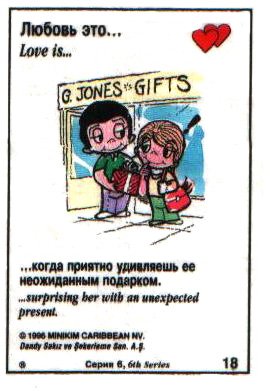 Любовь это...
Love is...
G. JONES GIFTS
...когда приятно удивляешь ее
неожиданным подарком.
...surprising her with an unexpected
present.
© 1996 MINIKIM CARIBBEAN NV.
Dandy Sakız ve Şekerleme San. A.Ş.
® Серия 6, 6th Series 18